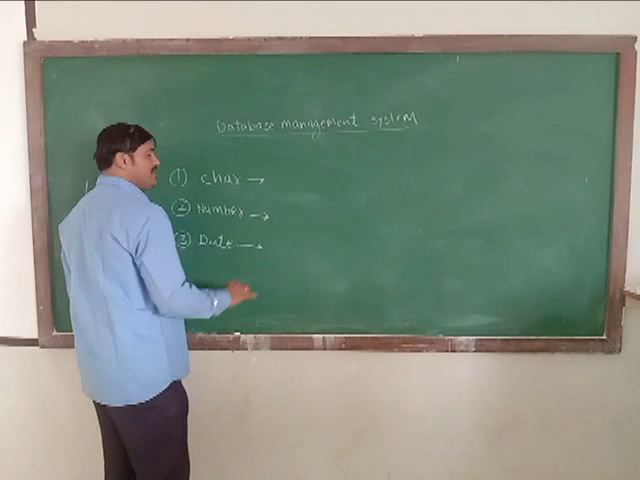 Database management system
(1) char →
(2) Number →
(3) Date →